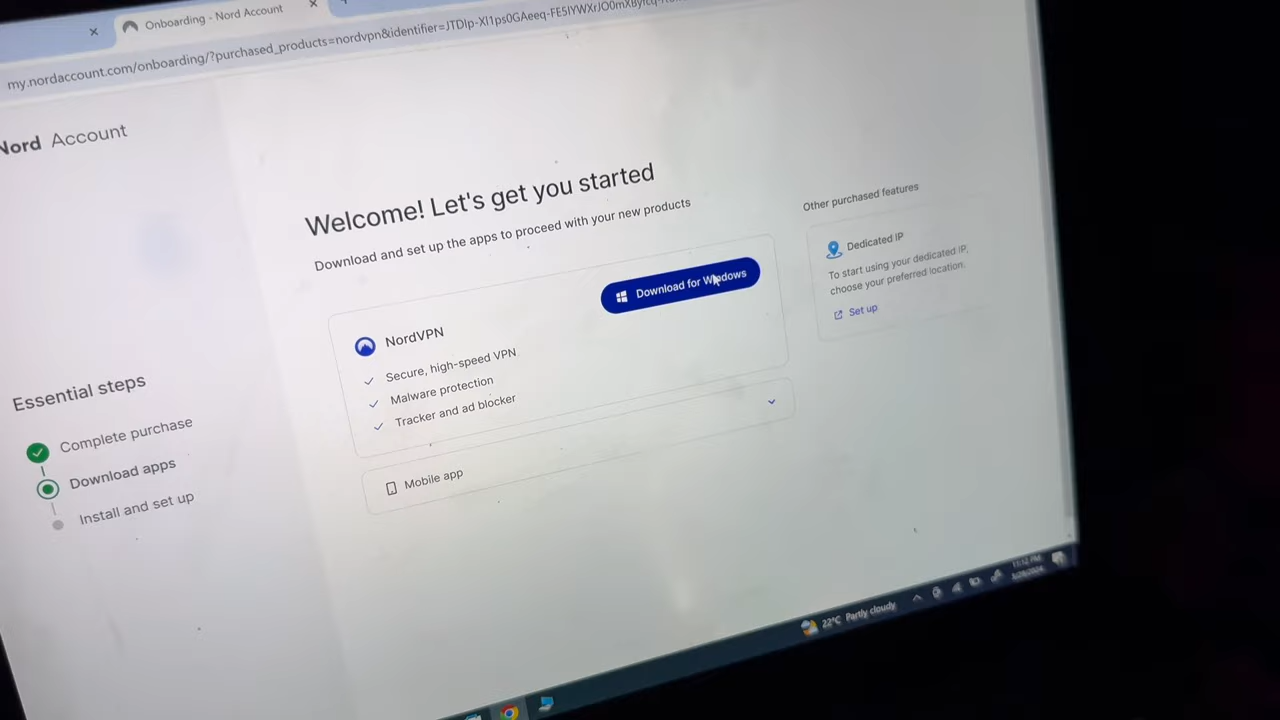 Onboarding - Nord Account
my.nordaccount.com/onboarding/?purchased_products=nordvpn&identifier=
Nord Account
Welcome! Let's get you started
Download and set up the apps to proceed with your new products
Download for Windows
NordVPN
Secure, high-speed VPN
Malware protection
Tracker and ad blocker
Mobile app
Other purchased features
Dedicated IP
To start using your dedicated IP,
choose your preferred location.
Set up
Essential steps
Complete purchase
Download apps
Install and set up
22°C Partly cloudy
11:12 PM